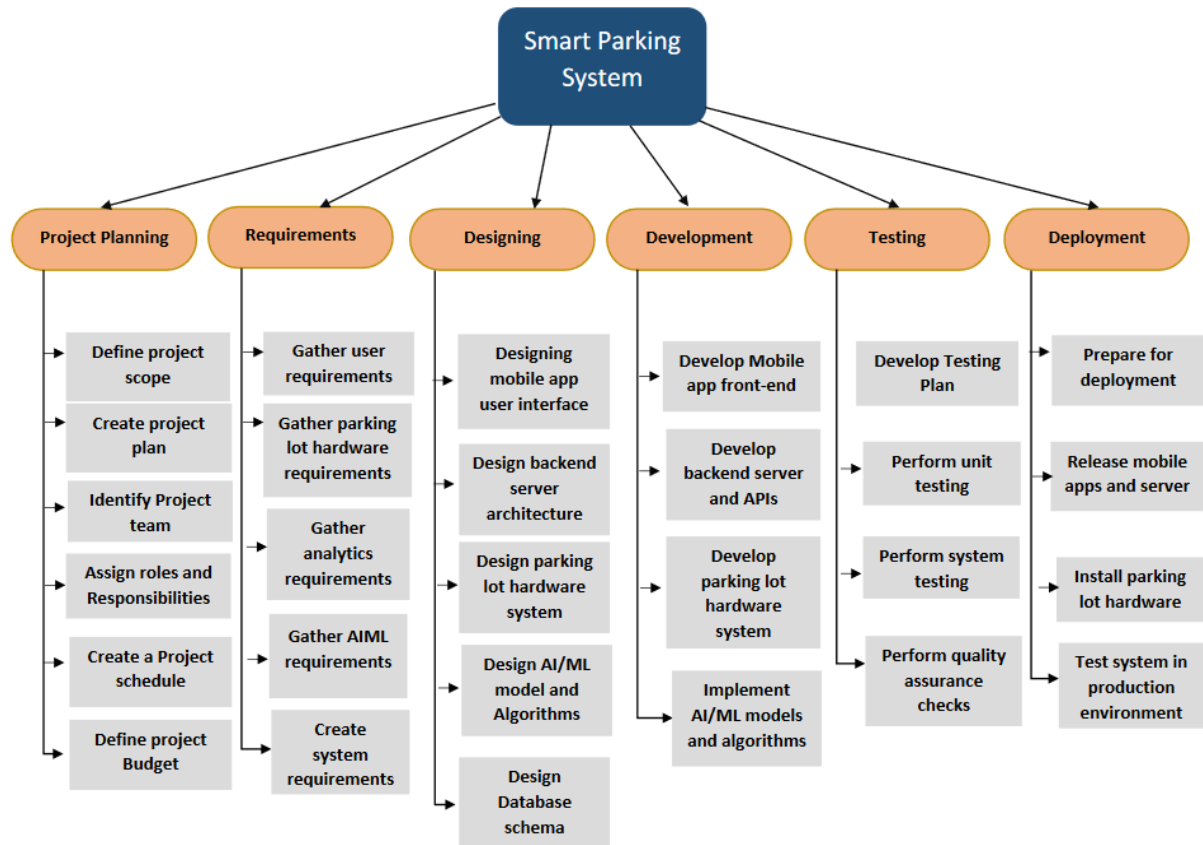 Smart Parking
System
Project Planning
Requirements
Designing
Development
Testing
Deployment
Define project
scope
Create project
plan
Identify Project
team
Assign roles and
Responsibilities
Create a Project
schedule
Define project
Budget
Gather user
requirements
Gather parking
lot hardware
requirements
Gather
analytics
requirements
Gather AIML
requirements
Create
system
requirements
Designing
mobile app
user interface
Design backend
server
architecture
Design parking
lot hardware
system
Design AI/ML
model and
Algorithms
Design
Database
schema
Develop Mobile
app front-end
Develop
backend server
and APIs
Develop
parking lot
hardware
system
Implement
AI/ML models
and algorithms
Develop Testing
Plan
Perform unit
testing
Perform system
testing
Perform quality
assurance
checks
Prepare for
deployment
Release mobile
apps and server
Install parking
lot hardware
Test system in
production
environment